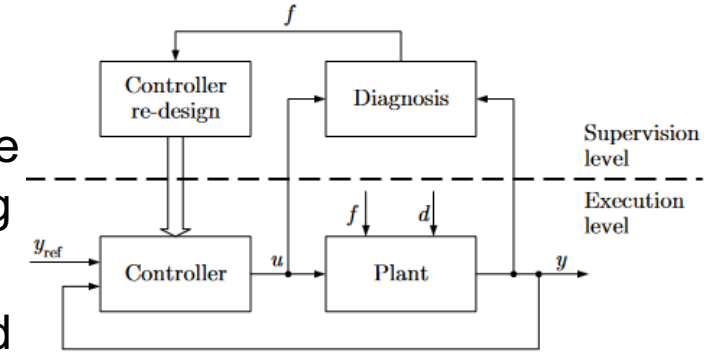 f
Controller
re-design
Diagnosis
Supervision
level
e
Execution
level
g
f
d
y_ref
Controller
u
Plant
y
d